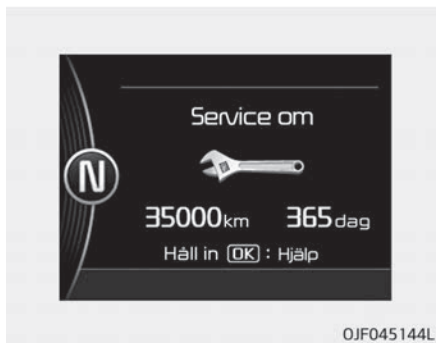 Service om
N
35000km 365dag
Håll in OK : Hjälp
OJF045144L